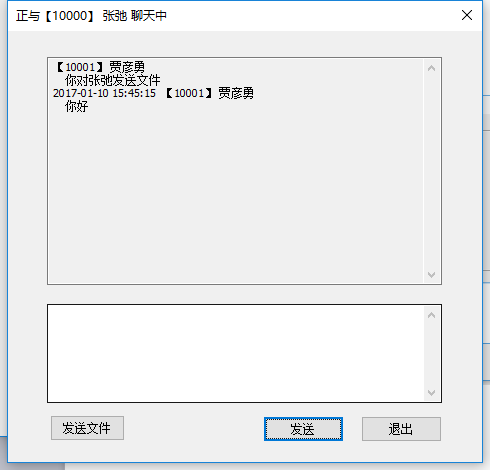 正与【10000】 张弛 聊天中
【10001】贾彦勇
你对张弛发送文件
2017-01-10 15:45:15 【10001】贾彦勇
你好
发送文件
发送
退出